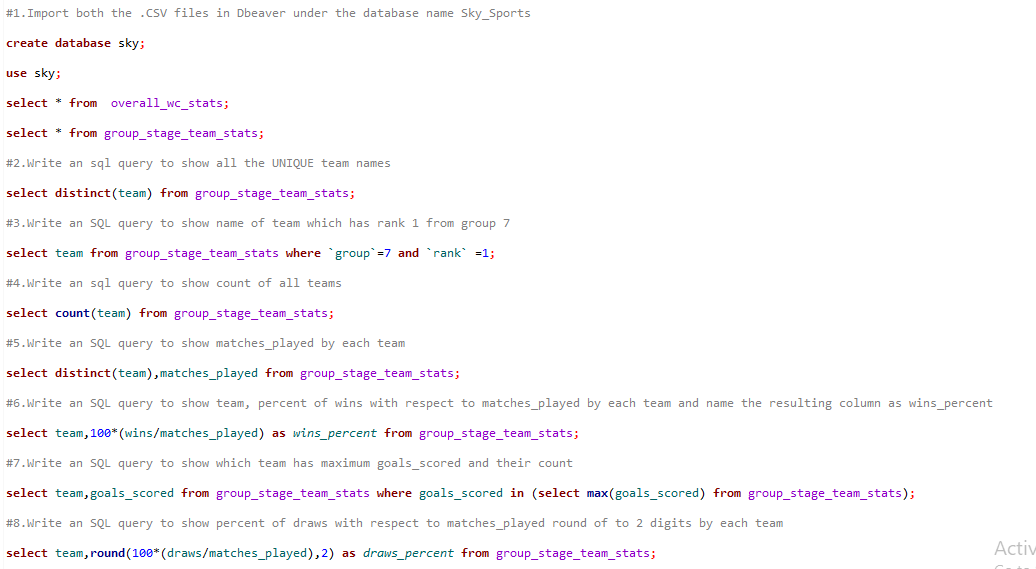 #1.Import both the .CSV files in Dbeaver under the database name Sky_Sports
create database sky;
use sky;
select * from  overall_wc_stats;
select * from group_stage_team_stats;
#2.Write an sql query to show all the UNIQUE team names
select distinct(team) from group_stage_team_stats;
#3.Write an SQL query to show name of team which has rank 1 from group 7
select team from group_stage_team_stats where `group`=7 and `rank` =1;
#4.Write an sql query to show count of all teams
select count(team) from group_stage_team_stats;
#5.Write an SQL query to show matches_played by each team
select distinct(team),matches_played from group_stage_team_stats;
#6.Write an SQL query to show team, percent of wins with respect to matches_played by each team and name the resulting column as wins_percent
select team,100*(wins/matches_played) as wins_percent from group_stage_team_stats;
#7.Write an SQL query to show which team has maximum goals_scored and their count
select team,goals_scored from group_stage_team_stats where goals_scored in (select max(goals_scored) from group_stage_team_stats);
#8.Write an SQL query to show percent of draws with respect to matches_played round of to 2 digits by each team
Activ
select team,round(100*(draws/matches_played),2) as draws_percent from group_stage_team_stats;